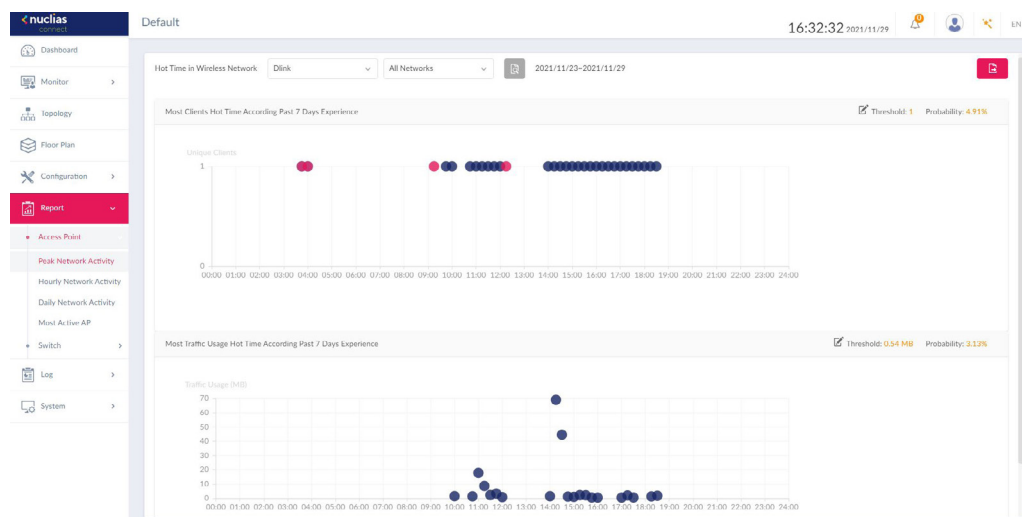 nuclias
connect
Default
16:32:32 2021/11/29
0
EN
Dashboard
Monitor
Topology
Floor Plan
Configuration
Report
Access Point
Peak Network Activity
Hourly Network Activity
Daily Network Activity
Most Active AP
Switch
Log
System
Hot Time in Wireless Network Dlink All Networks 2021/11/23-2021/11/29
Most Clients Hot Time According Past 7 Days Experience Threshold: 1 Probability: 4.91%
Unique Clients
1
0
00:00 01:00 02:00 03:00 04:00 05:00 06:00 07:00 08:00 09:00 10:00 11:00 12:00 13:00 14:00 15:00 16:00 17:00 18:00 19:00 20:00 21:00 22:00 23:00 24:00
Most Traffic Usage Hot Time According Past 7 Days Experience Threshold: 0.54 MB Probability: 3.13%
Traffic Usage (MB)
70
60
50
40
30
20
10
0
00:00 01:00 02:00 03:00 04:00 05:00 06:00 07:00 08:00 09:00 10:00 11:00 12:00 13:00 14:00 15:00 16:00 17:00 18:00 19:00 20:00 21:00 22:00 23:00 24:00